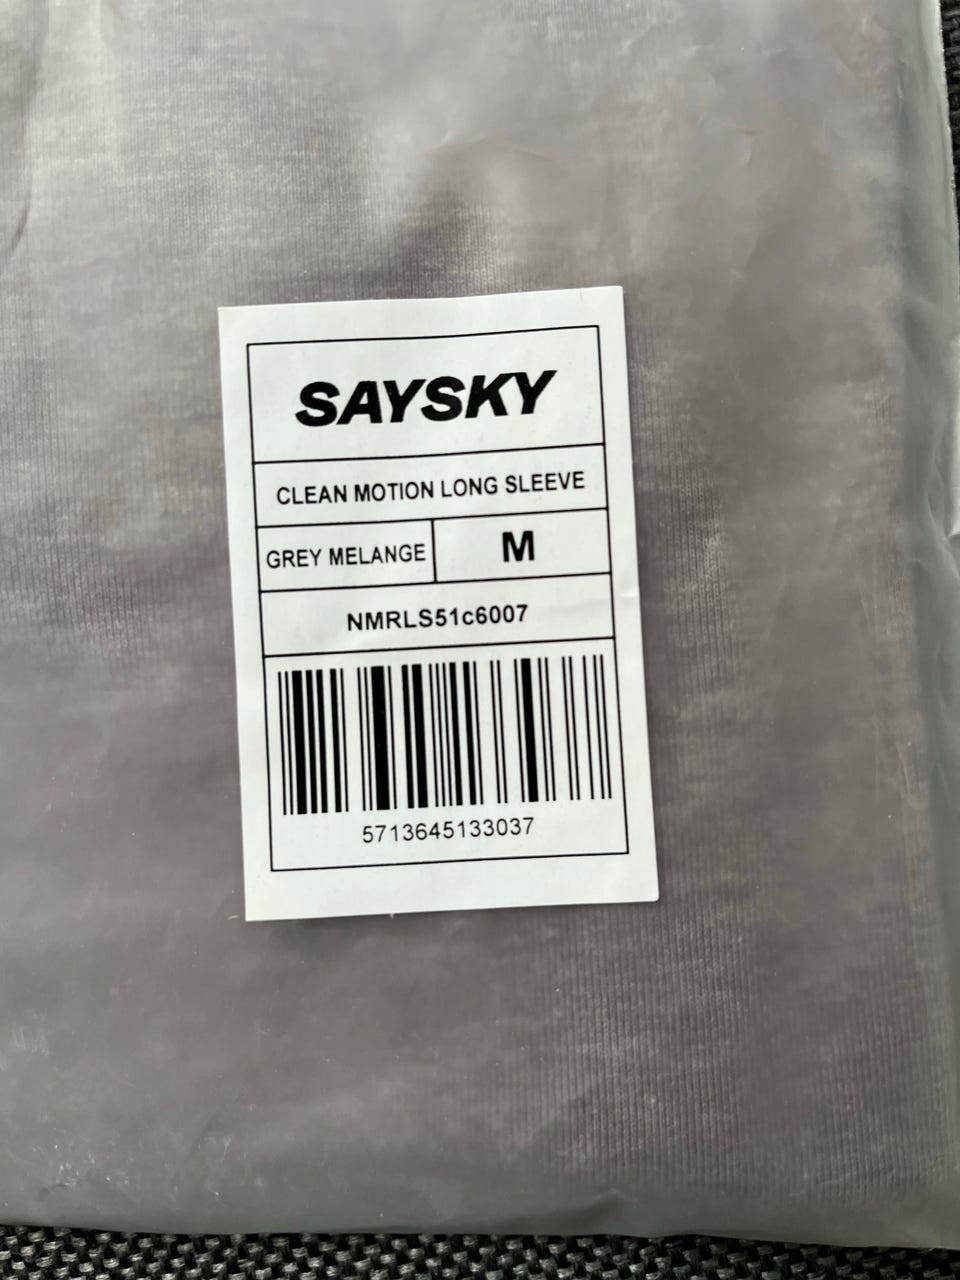 SAYSKY
CLEAN MOTION LONG SLEEVE
GREY MELANGE
M
NMRLS51c6007
5713645133037